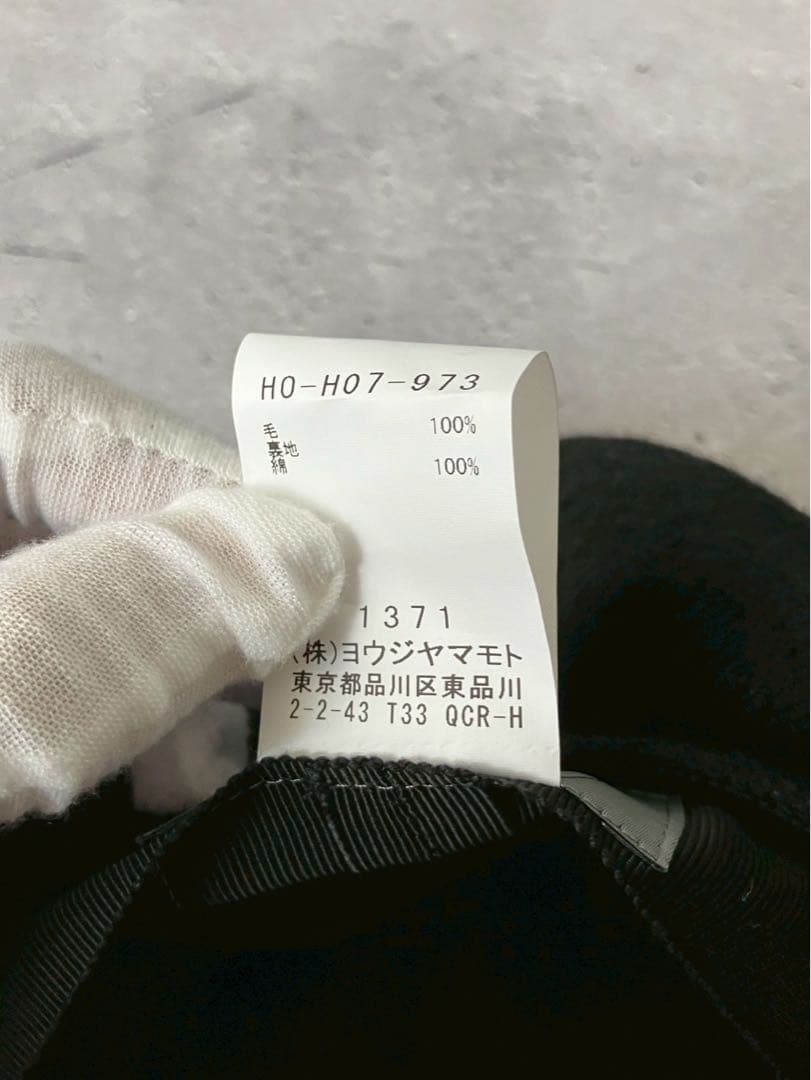 HO-H07-973
毛 100%
裏地
綿 100%
1371
(株)ヨウジヤマモト
東京都品川区東品川
2-2-43 T33 QCR-H